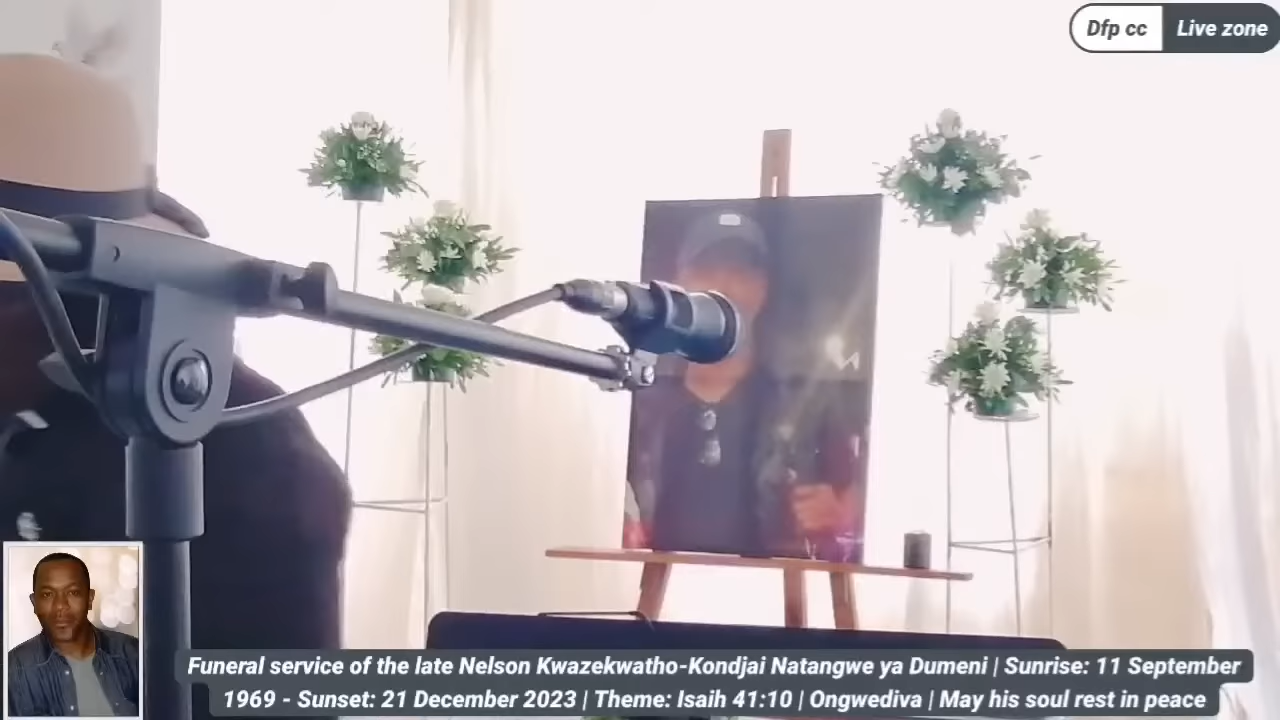 Dfp cc Live zone
Funeral service of the late Nelson Kwazekwatho-Kondjai Natangwe ya Dumeni | Sunrise: 11 September
1969 - Sunset: 21 December 2023 | Theme: Isaih 41:10 | Ongwediva | May his soul rest in peace